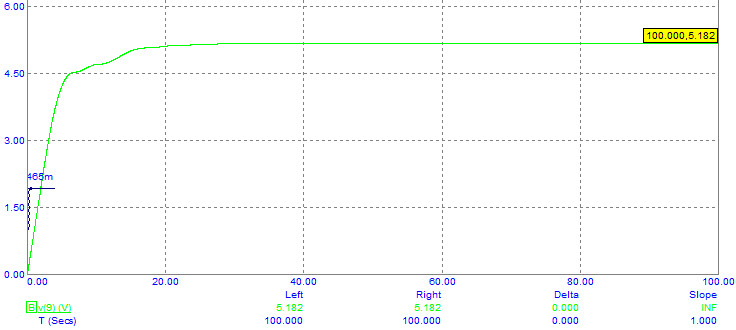 6.00
100.000,5.182
4.50
3.00
465m
1.50
0.00
0.00 20.00 40.00 60.00 80.00 100.00
Left Right Delta Slope
B v(9) (V) 5.182 5.182 0.000 INF
T (Secs) 100.000 100.000 0.000 1.000